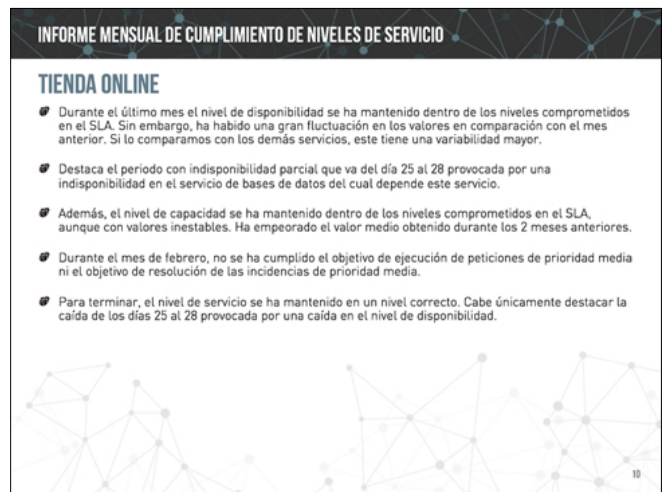 INFORME MENSUAL DE CUMPLIMIENTO DE NIVELES DE SERVICIO
TIENDA ONLINE
Durante el último mes el nivel de disponibilidad se ha mantenido dentro de los niveles comprometidos
en el SLA. Sin embargo, ha habido una gran fluctuación en los valores en comparación con el mes
anterior. Si lo comparamos con los demás servicios, este tiene una variabilidad mayor.
Destaca el periodo con indisponibilidad parcial que va del día 25 al 28 provocada por una
indisponibilidad en el servicio de bases de datos del cual depende este servicio.
Además, el nivel de capacidad se ha mantenido dentro de los niveles comprometidos en el SLA,
aunque con valores inestables. Ha empeorado el valor medio obtenido durante los 2 meses anteriores.
Durante el mes de febrero, no se ha cumplido el objetivo de ejecución de peticiones de prioridad media
ni el objetivo de resolución de las incidencias de prioridad media.
Para terminar, el nivel de servicio se ha mantenido en un nivel correcto. Cabe únicamente destacar la
caída de los días 25 al 28 provocada por una caída en el nivel de disponibilidad.
10